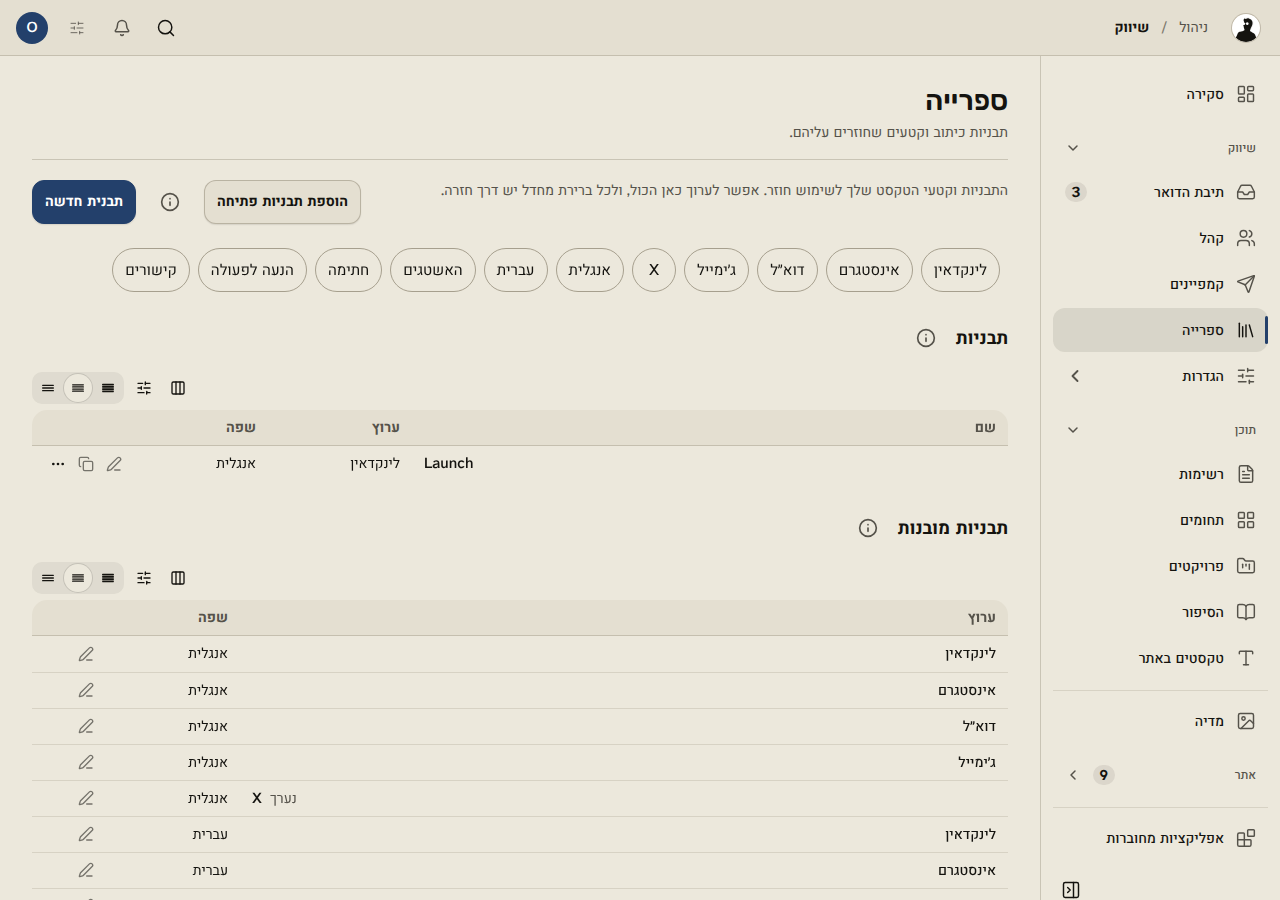 ניהול / שיווק
O
סקירה
שיווק
תיבת הדואר 3
קהל
קמפיינים
ספרייה
הגדרות
תוכן
רשימות
תחומים
פרויקטים
הסיפור
טקסטים באתר
מדיה
אתר 9
אפליקציות מחוברות
ספרייה
תבניות כיתוב וקטעים שחוזרים עליהם.
התבניות וקטעי הטקסט שלך לשימוש חוזר. אפשר לערוך כאן הכול, ולכל ברירת מחדל יש דרך חזרה.
הוספת תבניות פתיחה
תבנית חדשה
לינקדאין אינסטגרם דוא״ל ג׳ימייל X אנגלית עברית האשטגים חתימה הנעה לפעולה קישורים
תבניות
שם ערוץ שפה
Launch לינקדאין אנגלית
תבניות מובנות
ערוץ שפה
לינקדאין אנגלית
אינסטגרם אנגלית
דוא״ל אנגלית
ג׳ימייל אנגלית
נערך X אנגלית
לינקדאין עברית
אינסטגרם עברית